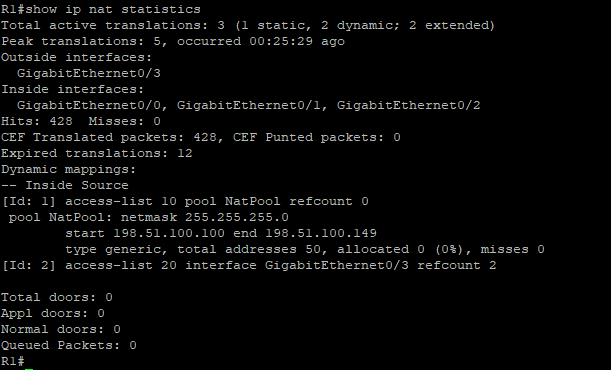 R1#show ip nat statistics
Total active translations: 3 (1 static, 2 dynamic; 2 extended)
Peak translations: 5, occurred 00:25:29 ago
Outside interfaces:
  GigabitEthernet0/3
Inside interfaces:
  GigabitEthernet0/0, GigabitEthernet0/1, GigabitEthernet0/2
Hits: 428  Misses: 0
CEF Translated packets: 428, CEF Punted packets: 0
Expired translations: 12
Dynamic mappings:
-- Inside Source
[Id: 1] access-list 10 pool NatPool refcount 0
 pool NatPool: netmask 255.255.255.0
        start 198.51.100.100 end 198.51.100.149
        type generic, total addresses 50, allocated 0 (0%), misses 0
[Id: 2] access-list 20 interface GigabitEthernet0/3 refcount 2

Total doors: 0
Appl doors: 0
Normal doors: 0
Queued Packets: 0
R1#